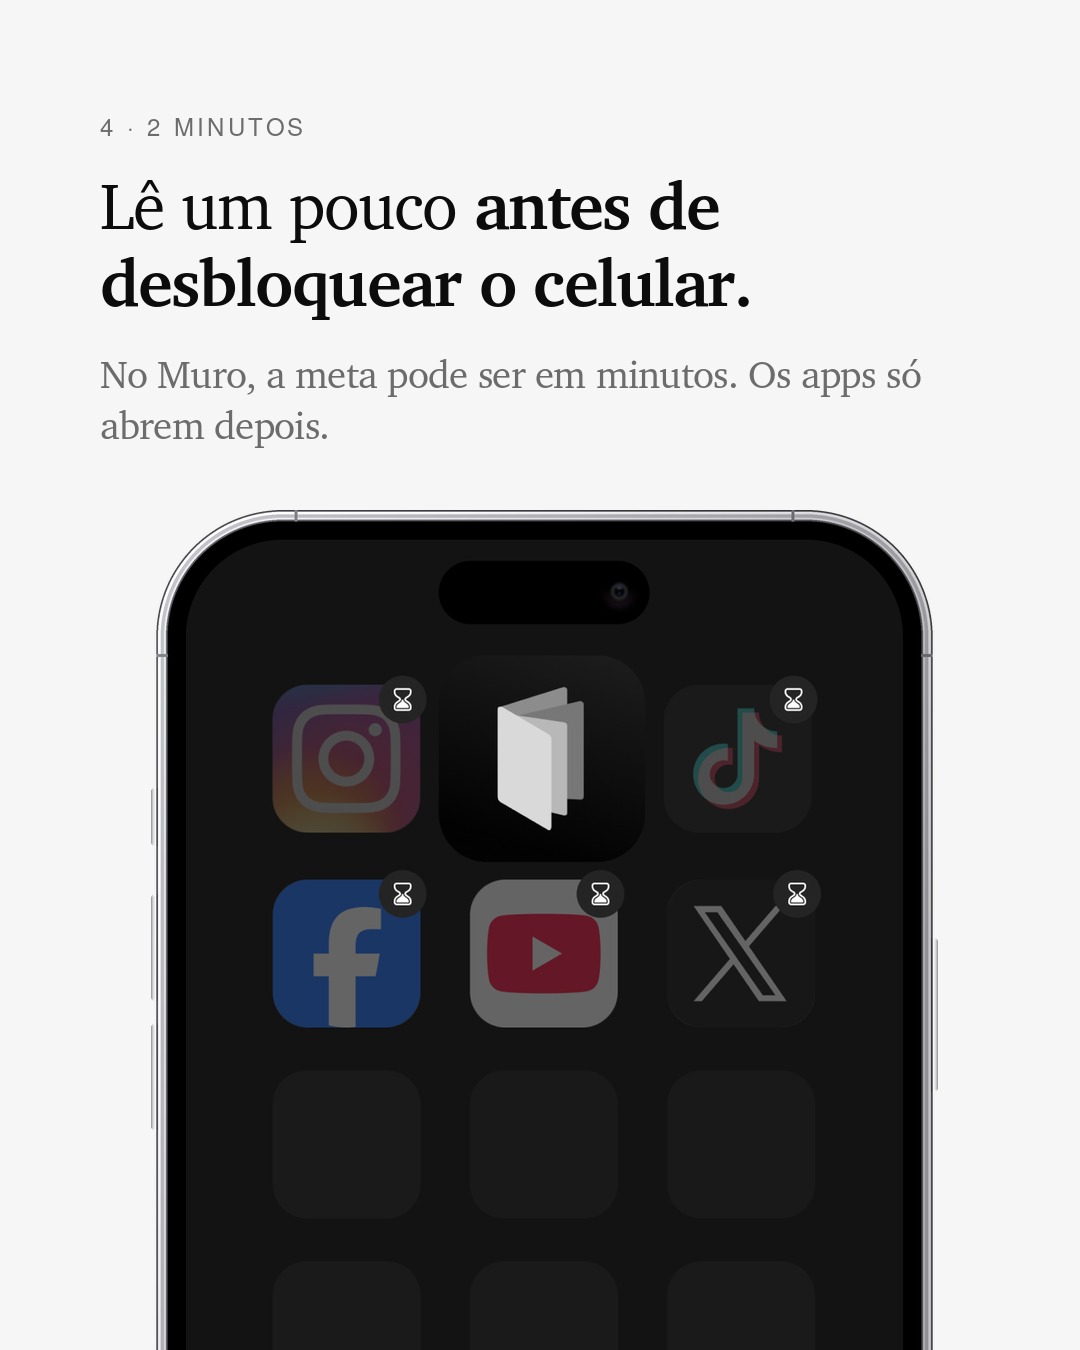 4 · 2 MINUTOS
Lê um pouco antes de
desbloquear o celular.
No Muro, a meta pode ser em minutos. Os apps só
abrem depois.